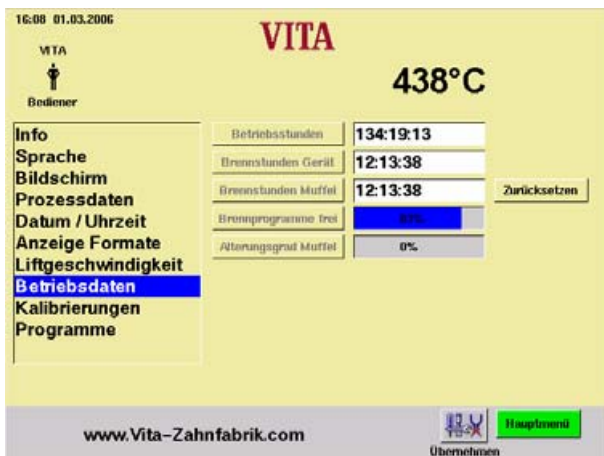 16:08 01.03.2006
VITA
VITA
438°C
Bediener
Info
Sprache
Bildschirm
Prozessdaten
Datum / Uhrzeit
Anzeige Formate
Liftgeschwindigkeit
Betriebsdaten
Kalibrierungen
Programme
Betriebsstunden 134:19:13
Brennstunden Gerät 12:13:38
Brennstunden Muffel 12:13:38 Zurücksetzen
Brennprogramme frei
Alterungsgrad Muffel 0%
www.Vita-Zahnfabrik.com
Hauptmenü
Übernehmen